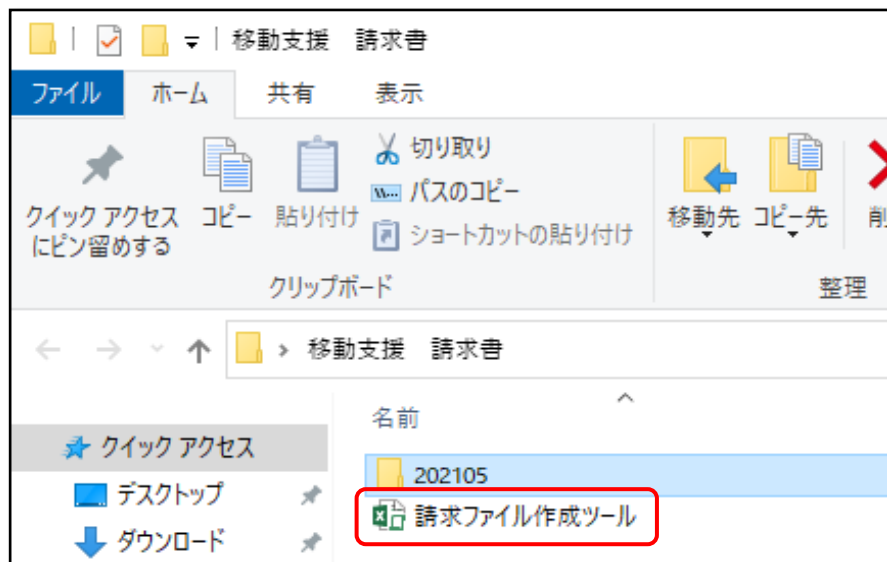 移動支援　請求書
ファイル ホーム 共有 表示
クイック アクセス
にピン留めする
コピー
貼り付け
切り取り
パスのコピー
ショートカットの貼り付け
移動先
コピー先
クリップボード
整理
移動支援　請求書
名前
クイック アクセス
デスクトップ
ダウンロード
202105
請求ファイル作成ツール